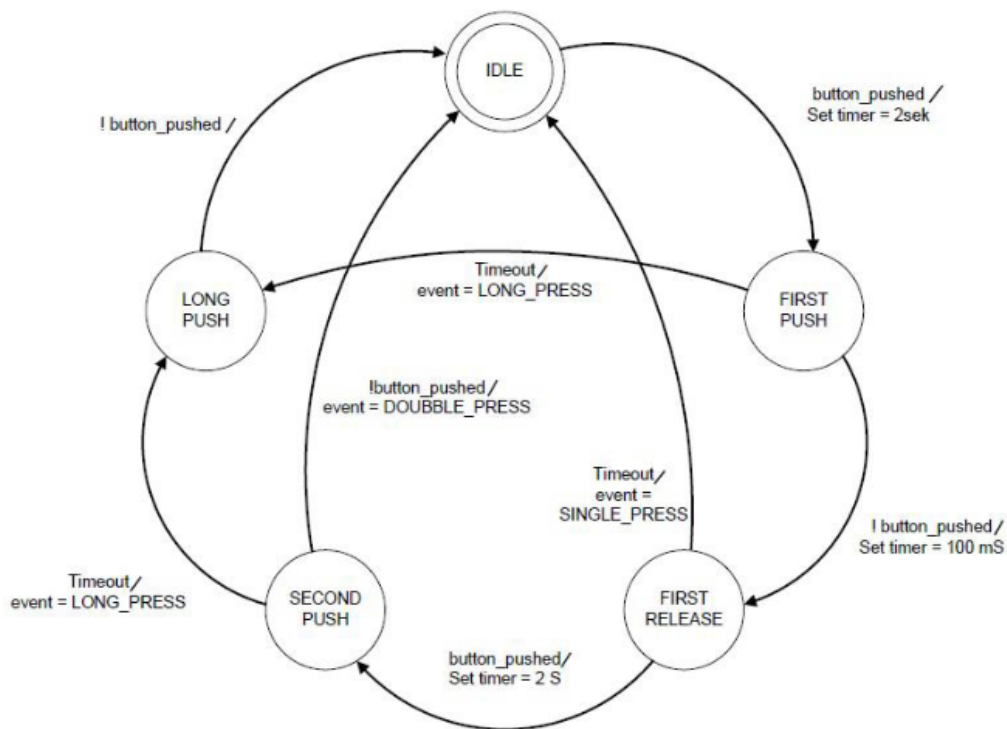 IDLE
button_pushed /
Set timer = 2sek
! button_pushed /
LONG
PUSH
Timeout/
event = LONG_PRESS
FIRST
PUSH
!button_pushed /
event = DOUBBLE_PRESS
Timeout/
event =
SINGLE_PRESS
! button_pushed /
Set timer = 100 mS
Timeout/
event = LONG_PRESS
SECOND
PUSH
FIRST
RELEASE
button_pushed/
Set timer = 2 S